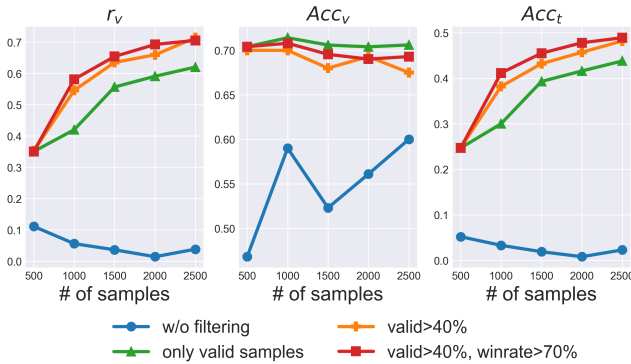 r_v Acc_v Acc_t
0.7
0.6
0.5
0.4
0.3
0.2
0.1
0.0
500 1000 1500 2000 2500
# of samples
0.70
0.60
0.55
0.50
500 1000 1500 2000 2500
# of samples
0.5
0.4
0.3
0.2
0.1
0.0
500 1000 1500 2000 2500
# of samples
w/o filtering
only valid samples
valid>40%
valid>40%, winrate>70%